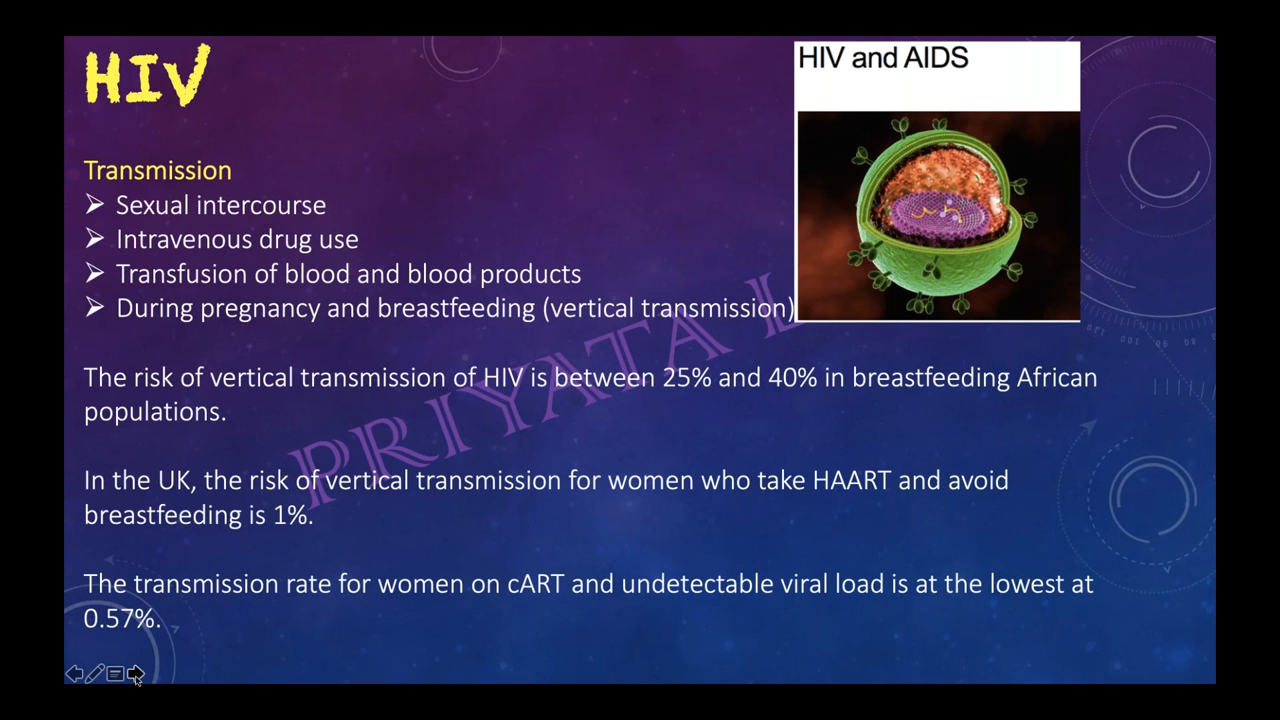 HIV
HIV and AIDS
Transmission
➢ Sexual intercourse
➢ Intravenous drug use
➢ Transfusion of blood and blood products
➢ During pregnancy and breastfeeding (vertical transmission)
The risk of vertical transmission of HIV is between 25% and 40% in breastfeeding African
populations.
In the UK, the risk of vertical transmission for women who take HAART and avoid
breastfeeding is 1%.
The transmission rate for women on cART and undetectable viral load is at the lowest at
0.57%.
PRIYATA L